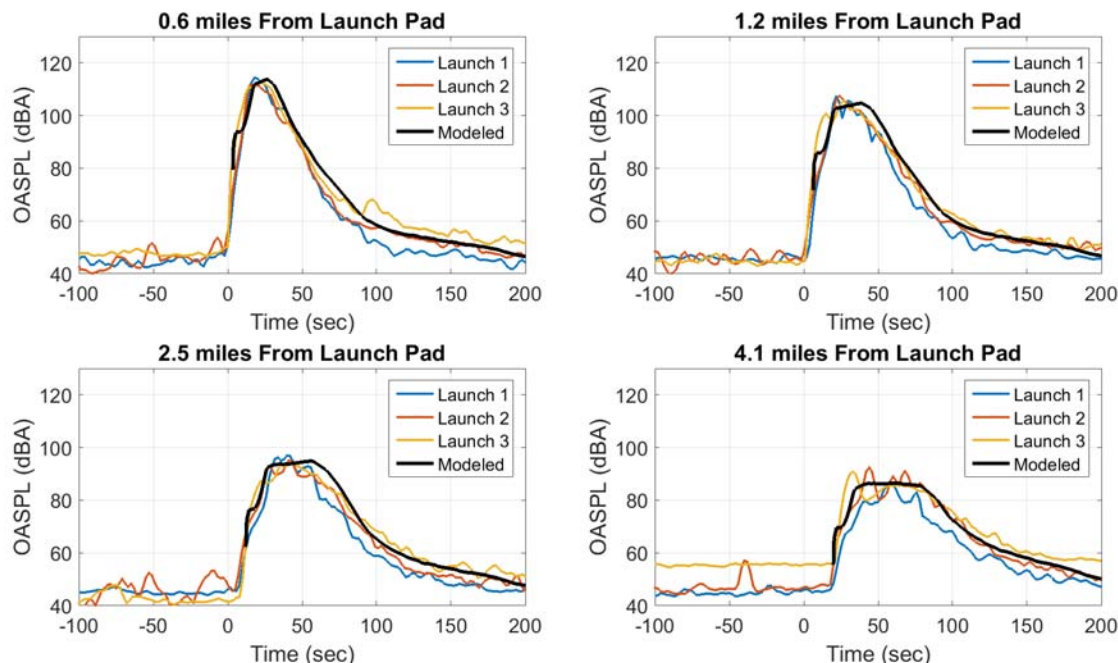 0.6 miles From Launch Pad
OASPL (dBA)
120
100
80
60
40
-100 -50 0 50 100 150 200
Time (sec)
Launch 1
Launch 2
Launch 3
Modeled
1.2 miles From Launch Pad
OASPL (dBA)
120
100
80
60
40
-100 -50 0 50 100 150 200
Time (sec)
Launch 1
Launch 2
Launch 3
Modeled
2.5 miles From Launch Pad
OASPL (dBA)
120
100
80
60
40
-100 -50 0 50 100 150 200
Time (sec)
Launch 1
Launch 2
Launch 3
Modeled
4.1 miles From Launch Pad
OASPL (dBA)
120
100
80
60
40
-100 -50 0 50 100 150 200
Time (sec)
Launch 1
Launch 2
Launch 3
Modeled